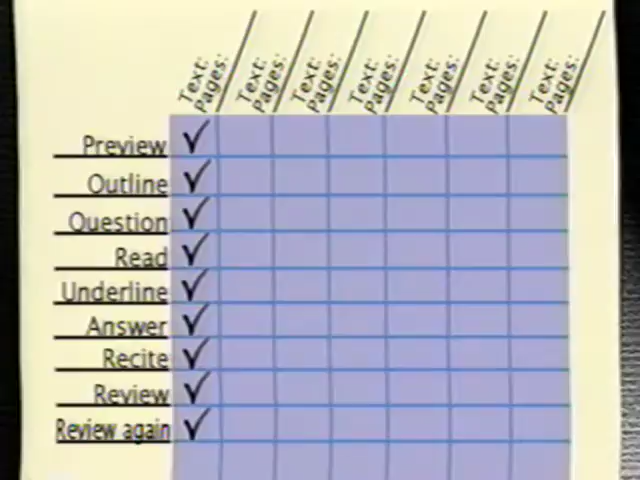 Text: Pages:
Text: Pages:
Text: Pages:
Text: Pages:
Text: Pages:
Text: Pages:
Text: Pages:
Preview
Outline
Question
Read
Underline
Answer
Recite
Review
Review again